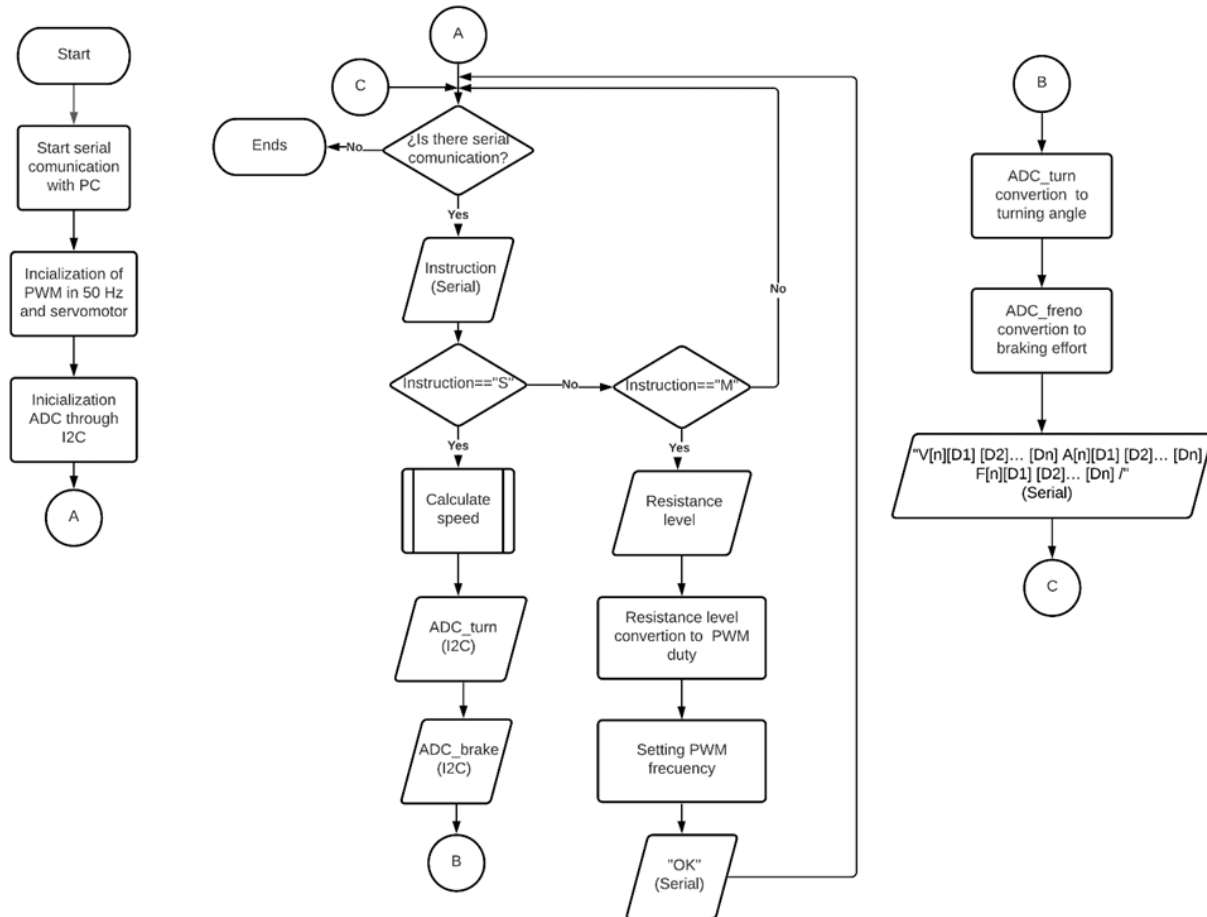 Start
Start serial
comunication
with PC
Incialization of
PWM in 50 Hz
and servomotor
Inicialization
ADC through
I2C
A
A
C
¿Is there serial
comunication?
No
Ends
Yes
Instruction
(Serial)
Instruction=="S"
No
Instruction=="M"
No
Yes
Calculate
speed
ADC_turn
(I2C)
ADC_brake
(I2C)
B
Yes
Resistance
level
Resistance level
convertion to PWM
duty
Setting PWM
frecuency
"OK"
(Serial)
B
ADC_turn
convertion to
turning angle
ADC_freno
convertion to
braking effort
"V[n][D1] [D2]... [Dn] A[n][D1] [D2]... [Dn]
F[n][D1] [D2]... [Dn] /"
(Serial)
C